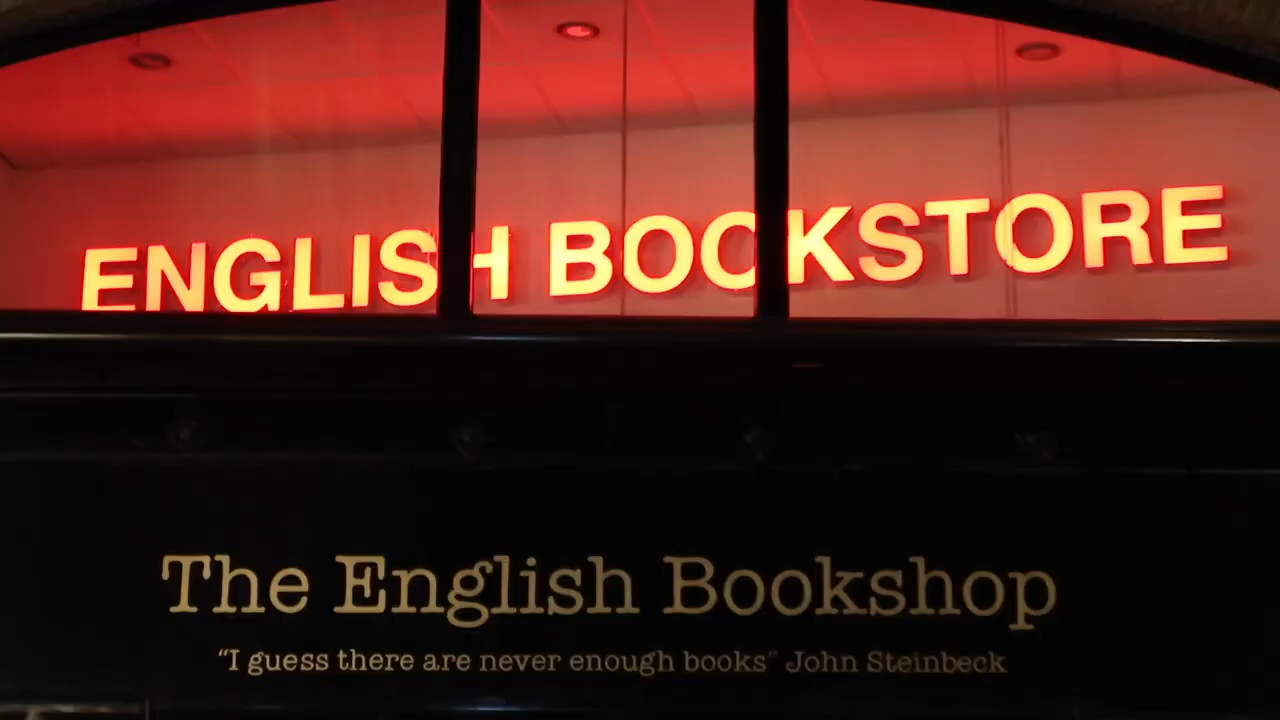 ENGLISH BOOKSTORE
The English Bookshop
“I guess there are never enough books” John Steinbeck